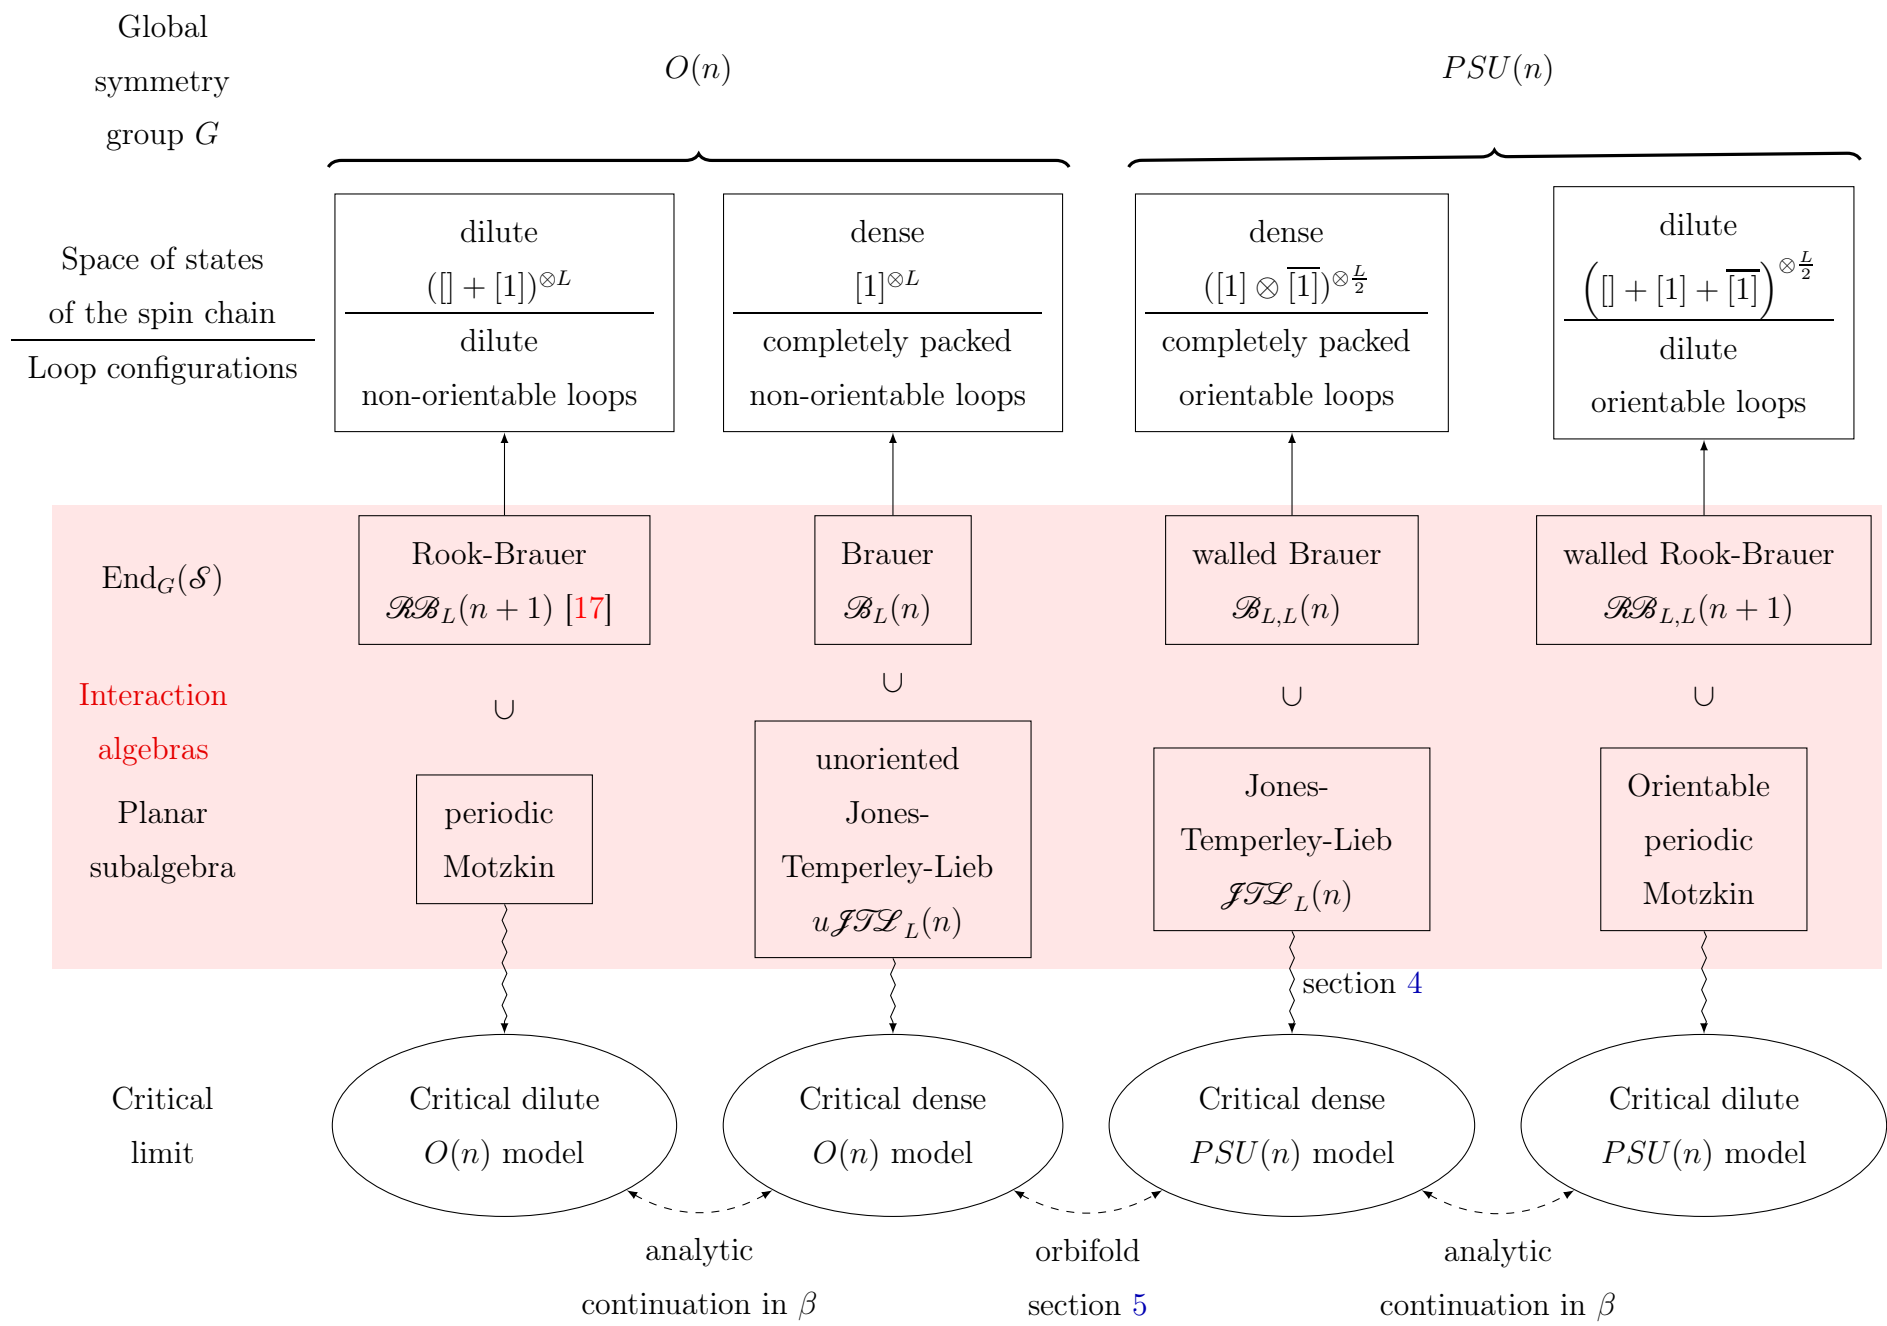 Global
symmetry
group G
O(n)
PSU(n)
Space of states
of the spin chain
Loop configurations
dilute
([] + [1])^{⊗L}
dilute
non-orientable loops
dense
[1]^{⊗L}
completely packed
non-orientable loops
dense
([1] ⊗ \overline{[1]})^{⊗\frac{L}{2}}
completely packed
orientable loops
dilute
([] + [1] + \overline{[1]})^{⊗\frac{L}{2}}
dilute
orientable loops
End_G(𝒮)
Rook-Brauer
ℛℬ_L(n + 1) [17]
Brauer
ℬ_L(n)
walled Brauer
ℬ_{L,L}(n)
walled Rook-Brauer
ℛℬ_{L,L}(n + 1)
Interaction
algebras
∪
∪
∪
∪
Planar
subalgebra
periodic
Motzkin
unoriented
Jones-
Temperley-Lieb
u𝒥𝒯ℒ_L(n)
Jones-
Temperley-Lieb
𝒥𝒯ℒ_L(n)
Orientable
periodic
Motzkin
section 4
Critical
limit
Critical dilute
O(n) model
Critical dense
O(n) model
Critical dense
PSU(n) model
Critical dilute
PSU(n) model
analytic
continuation in β
orbifold
section 5
analytic
continuation in β